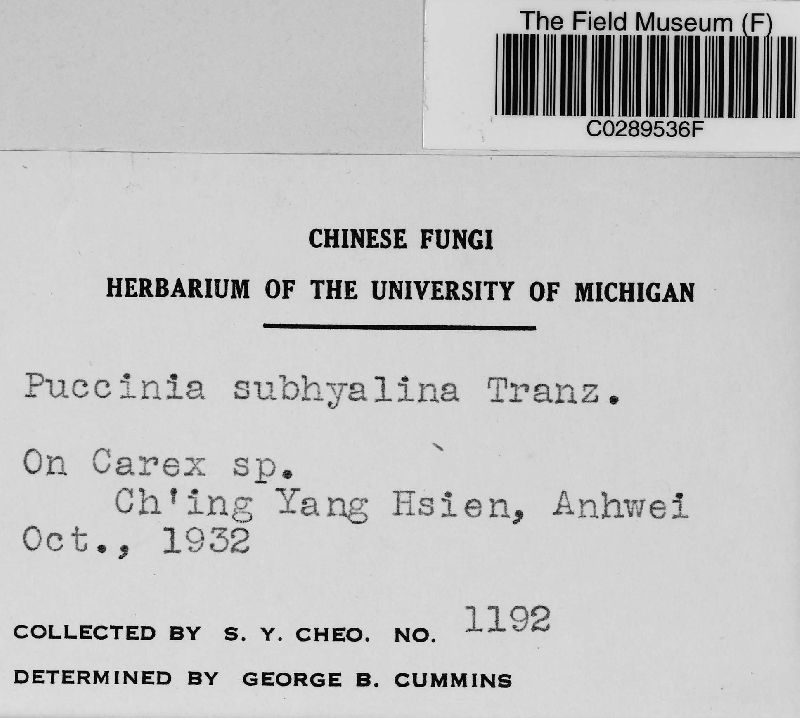 The Field Museum (F)
C0289536F
CHINESE FUNGI
HERBARIUM OF THE UNIVERSITY OF MICHIGAN
Puccinia subhyalina Tranz.
On Carex sp.
Ch'ing Yang Hsien, Anhwei
Oct., 1932
COLLECTED BY S. Y. CHEO. NO. 1192
DETERMINED BY GEORGE B. CUMMINS